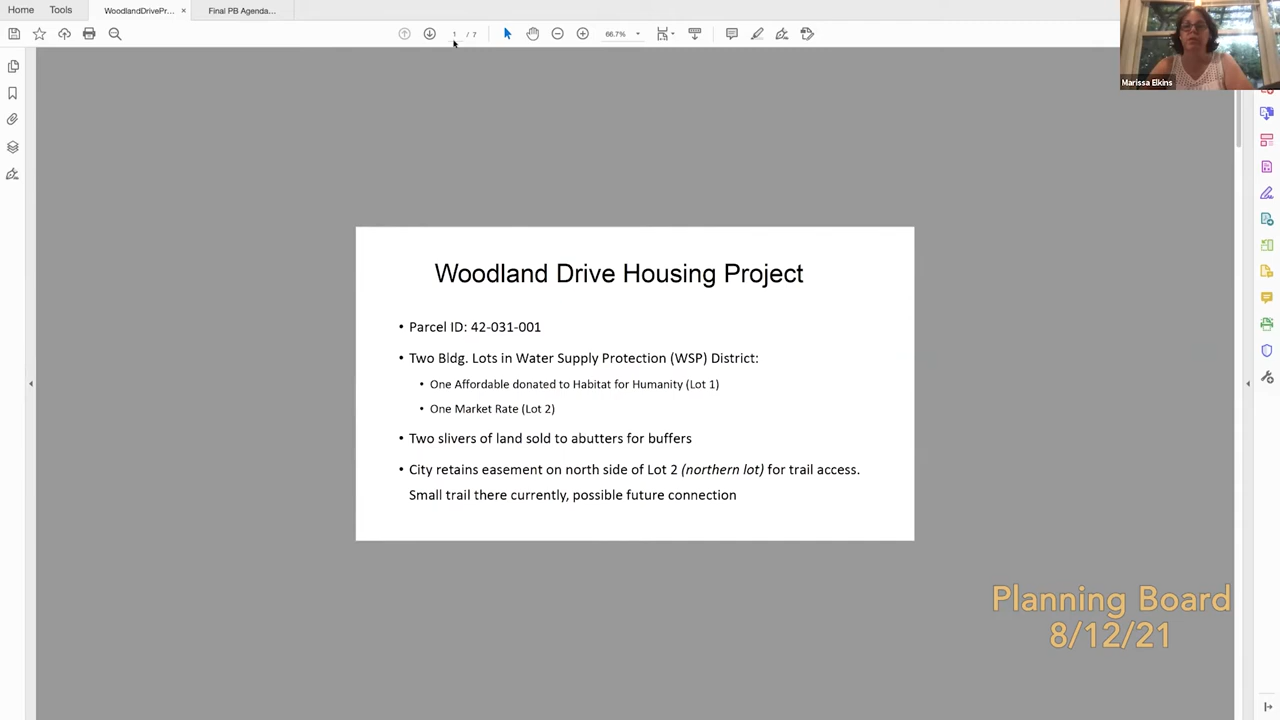 Home
Tools
WoodlandDrivePr...
×
Final PB Agenda...
1 / 7
66.7%
Marissa Elkins
Woodland Drive Housing Project
• Parcel ID: 42-031-001
• Two Bldg. Lots in Water Supply Protection (WSP) District:
• One Affordable donated to Habitat for Humanity (Lot 1)
• One Market Rate (Lot 2)
• Two slivers of land sold to abutters for buffers
• City retains easement on north side of Lot 2 (northern lot) for trail access.
Small trail there currently, possible future connection
Planning Board
8/12/21